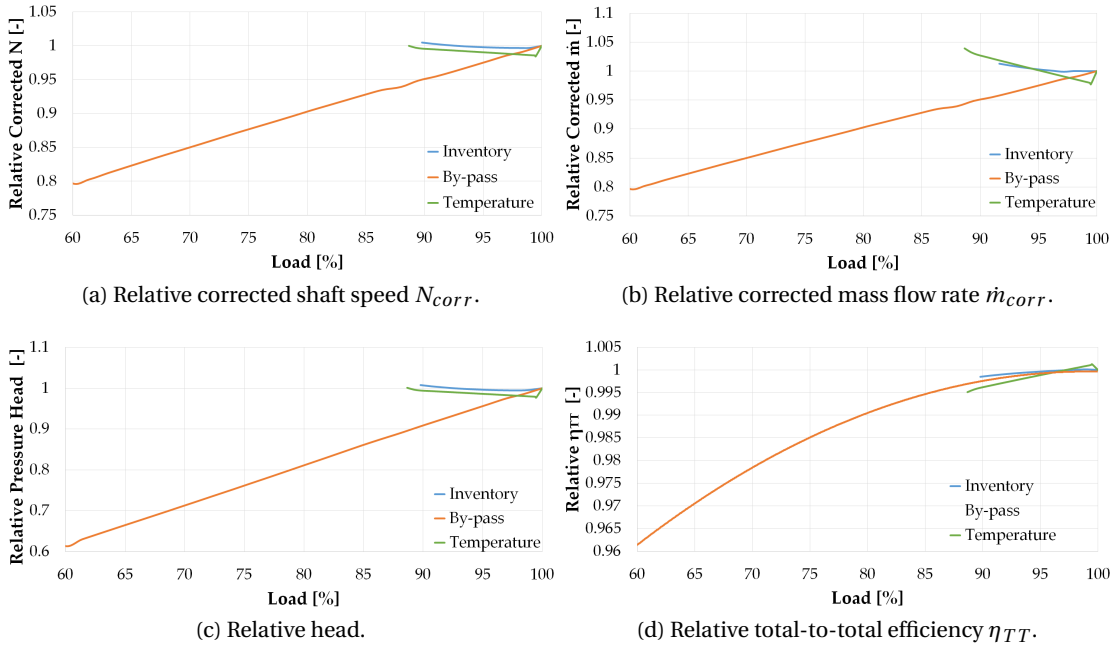 Relative Corrected N [-]
1.05
1
0.95
0.9
0.85
0.8
0.75
60 65 70 75 80 85 90 95 100
Load [%]
Inventory
By-pass
Temperature
(a) Relative corrected shaft speed N_corr.
Relative Corrected ṁ [-]
1.1
1.05
1
0.95
0.9
0.85
0.8
0.75
60 65 70 75 80 85 90 95 100
Load [%]
Inventory
By-pass
Temperature
(b) Relative corrected mass flow rate ṁ_corr.
Relative Pressure Head [-]
1.1
1
0.9
0.8
0.7
0.6
60 65 70 75 80 85 90 95 100
Load [%]
Inventory
By-pass
Temperature
(c) Relative head.
Relative ηTT [-]
1.005
1
0.995
0.99
0.985
0.98
0.975
0.97
0.965
0.96
60 65 70 75 80 85 90 95 100
Load [%]
Inventory
By-pass
Temperature
(d) Relative total-to-total efficiency η_TT.